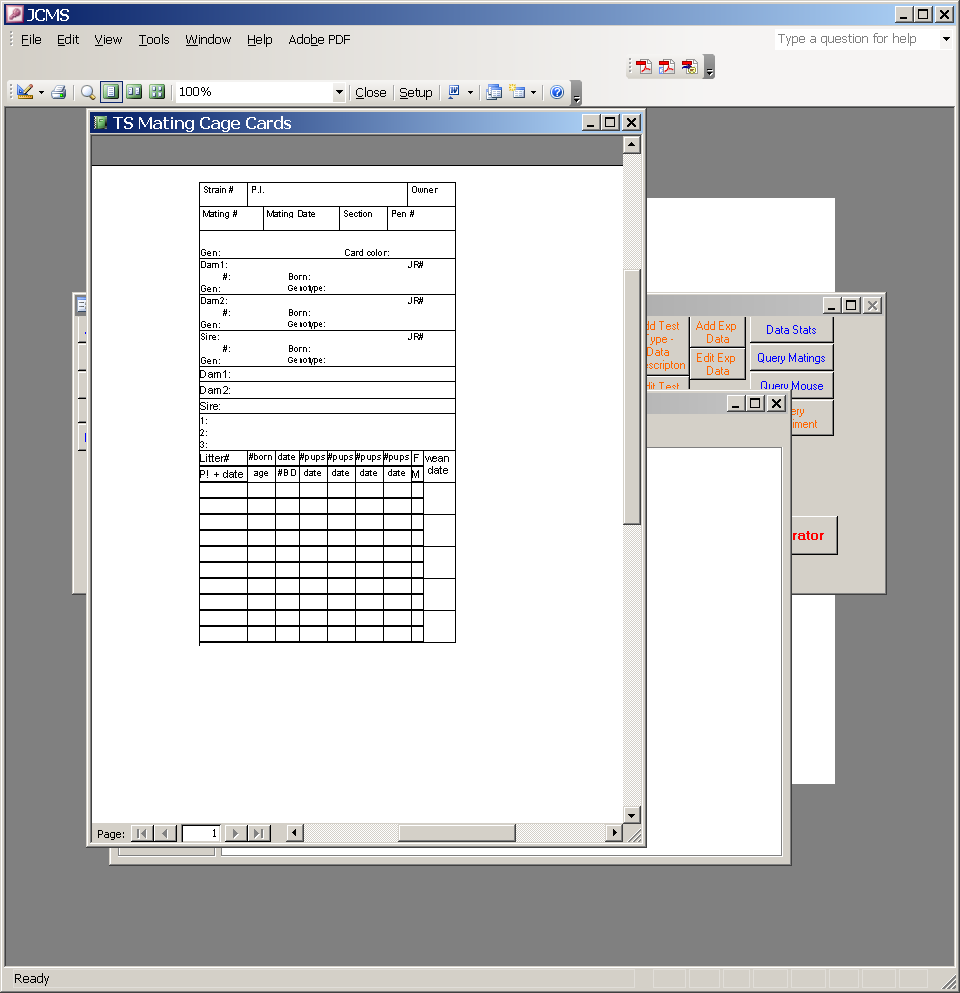 JCMS
File Edit View Tools Window Help Adobe PDF
Type a question for help
100% Close Setup
TS Mating Cage Cards
Strain # P.I. Owner
Mating # Mating Date Section Pen #
Gen: Card color:
Dam1: JR#
#: Born:
Gen: Genotype:
Dam2: JR#
#: Born:
Gen: Genotype:
Sire: JR#
#: Born:
Gen: Genotype:
Dam1:
Dam2:
Sire:
1:
2:
3:
Litter# #born date #pups #pups #pups #pups F wean
date
P! + date age #BD date date date date M
Page: 1
dd Test
Type -
Data
scripton
dit Test
Add Exp
Data
Edit Exp
Data
Data Stats
Query Matings
Query Mouse
ery
iment
rator
Ready